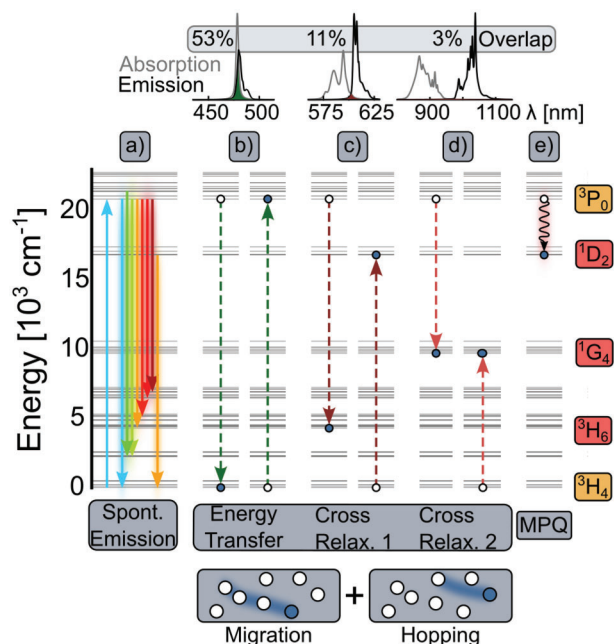 53% 11% 3% Overlap
Absorption
Emission
450 500 575 625 900 1100 λ [nm]
a) b) c) d) e)
Energy [10³ cm⁻¹]
20
15
10
5
0
³P₀
¹D₂
¹G₄
³H₆
³H₄
Spont.
Emission
Energy
Transfer
Cross
Relax. 1
Cross
Relax. 2
MPQ
+
Migration Hopping